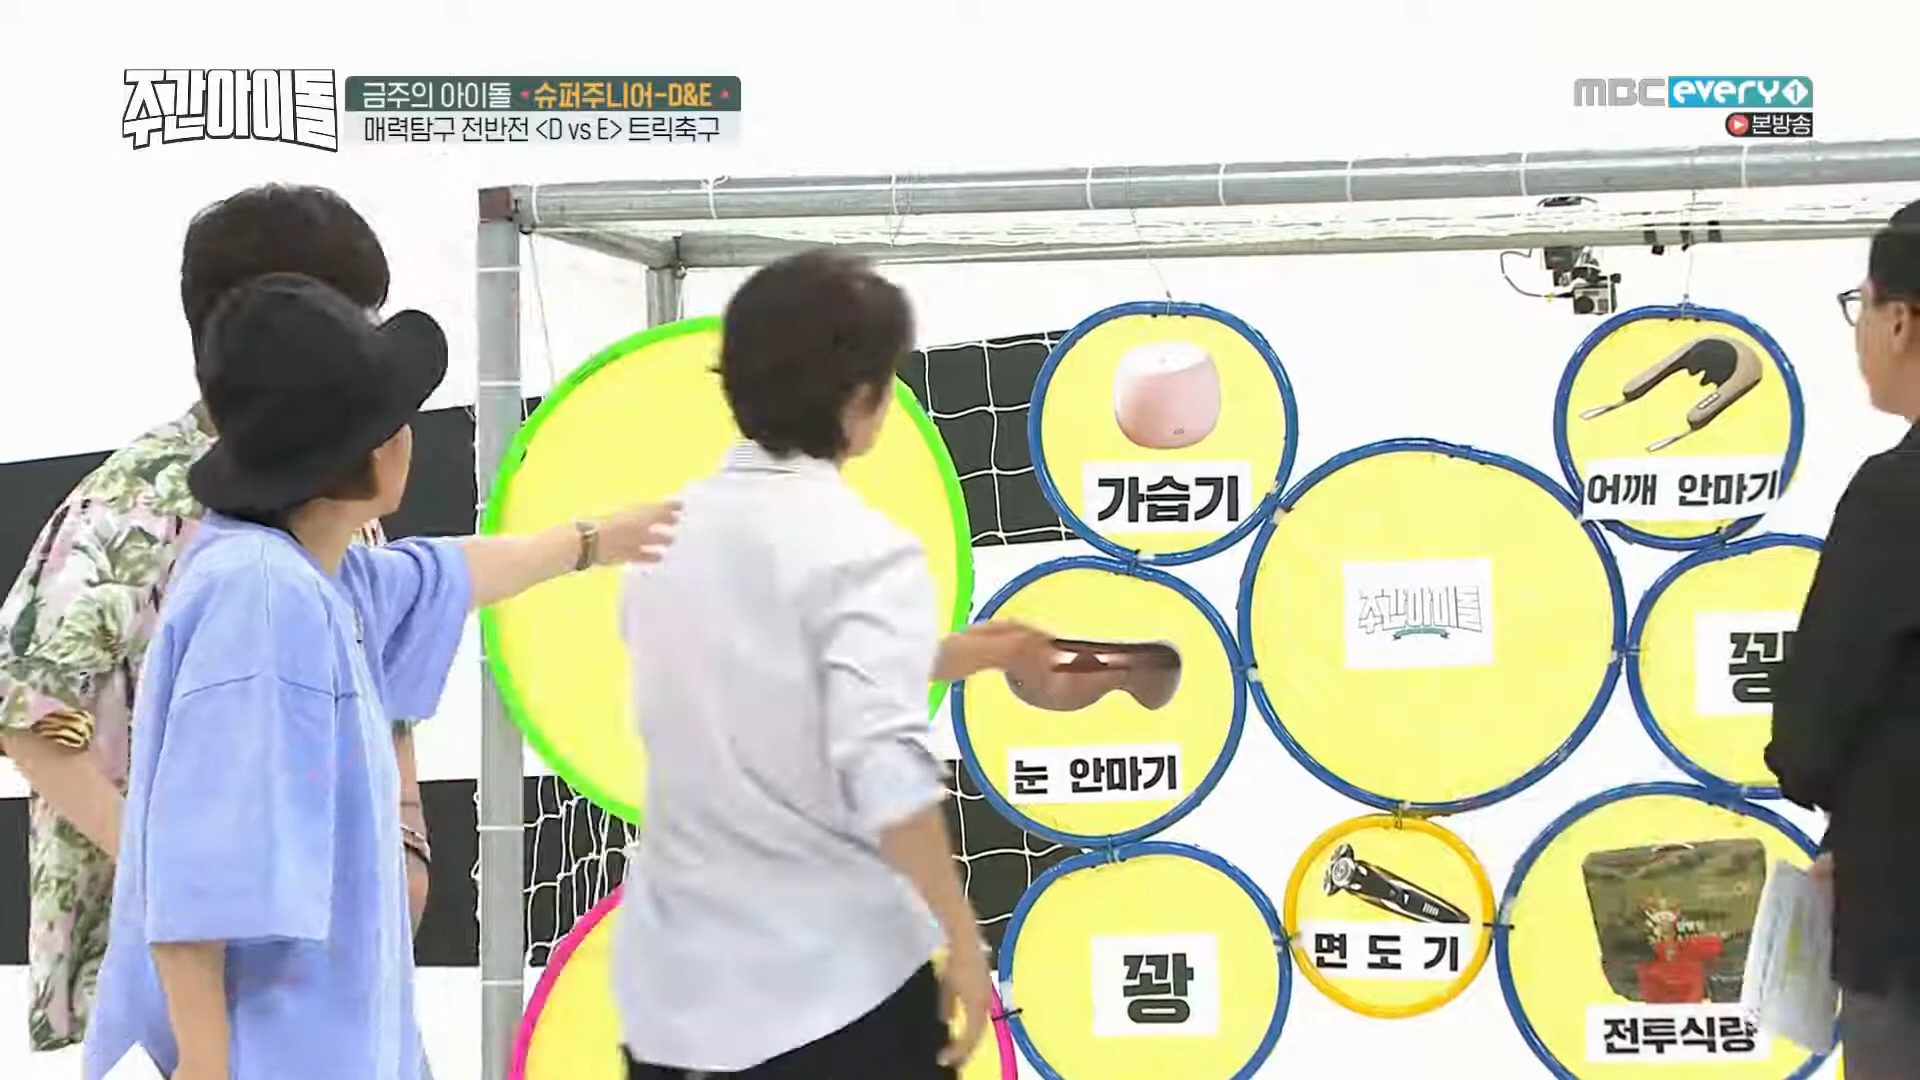 주간아이돌
금주의 아이돌 · 슈퍼주니어-D&E ·
매력탐구 전반전 <D vs E> 트릭축구
MBC every1
본방송
가습기
어깨 안마기
주간아이돌
꽝
눈 안마기
꽝
면도기
전투식량